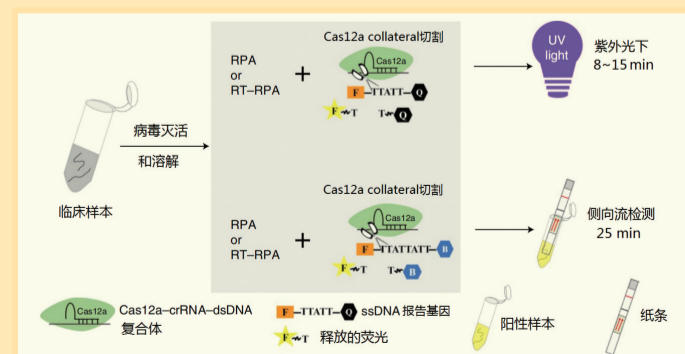 Cas12a collateral切割
RPA
or
RT–RPA
+
Cas12a
F–TTATT–Q
F T T Q
UV
light
紫外光下
8~15 min
病毒灭活
和溶解
临床样本
Cas12a collateral切割
RPA
or
RT–RPA
+
Cas12a
F–TTATTATT–B
F T T B
侧向流检测
25 min
Cas12a
Cas12a–crRNA–dsDNA
复合体
F–TTATT–Q ssDNA 报告基因
F T 释放的荧光
阳性样本
纸条